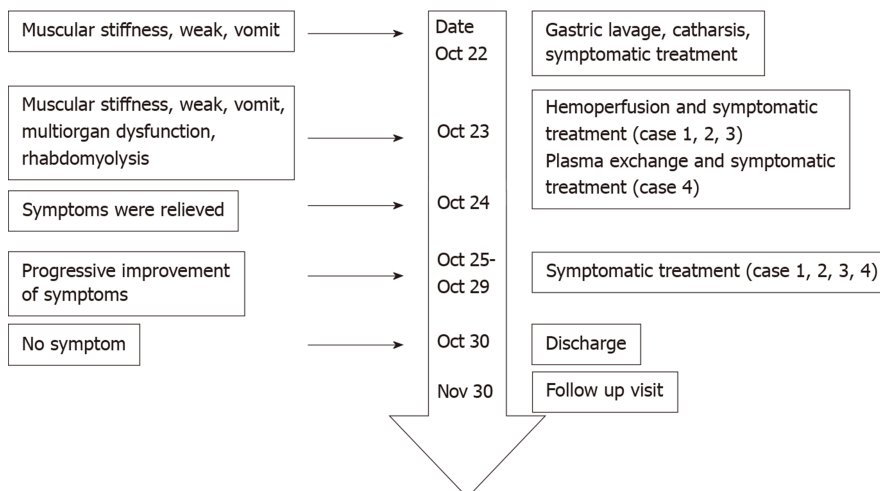 Muscular stiffness, weak, vomit
Date
Oct 22
Gastric lavage, catharsis,
symptomatic treatment
Muscular stiffness, weak, vomit,
multiorgan dysfunction,
rhabdomyolysis
Oct 23
Hemoperfusion and symptomatic
treatment (case 1, 2, 3)
Plasma exchange and symptomatic
treatment (case 4)
Symptoms were relieved
Oct 24
Progressive improvement
of symptoms
Oct 25-
Oct 29
Symptomatic treatment (case 1, 2, 3, 4)
No symptom
Oct 30
Discharge
Nov 30
Follow up visit